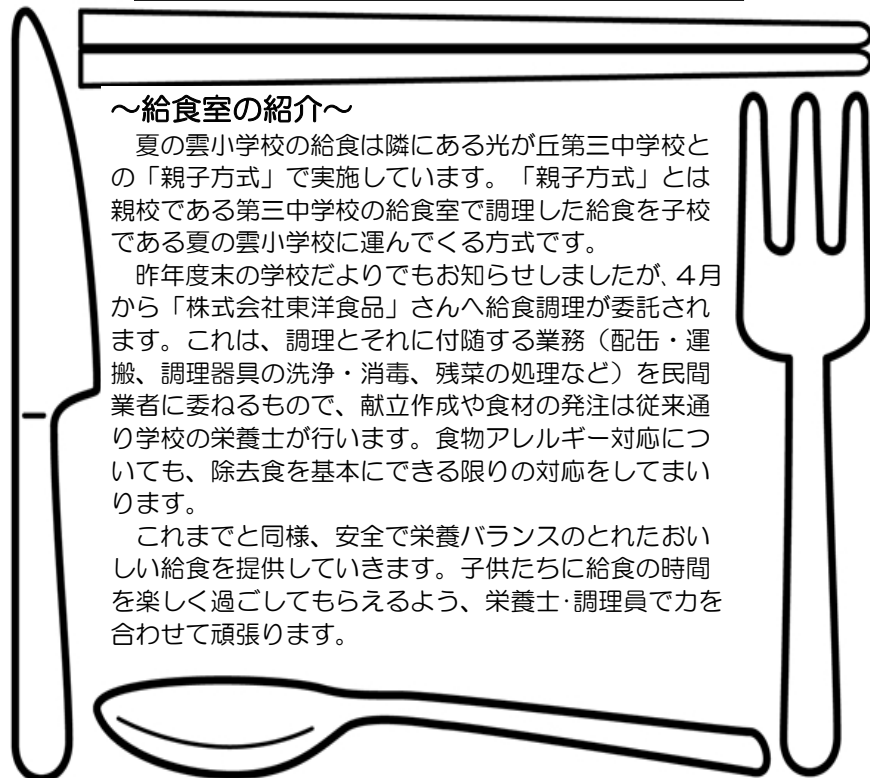 ～給食室の紹介～
　夏の雲小学校の給食は隣にある光が丘第三中学校と
の「親子方式」で実施しています。「親子方式」とは
親校である第三中学校の給食室で調理した給食を子校
である夏の雲小学校に運んでくる方式です。
　昨年度末の学校だよりでもお知らせしましたが、４月
から「株式会社東洋食品」さんへ給食調理が委託され
ます。これは、調理とそれに付随する業務（配缶・運
搬、調理器具の洗浄・消毒、残菜の処理など）を民間
業者に委ねるもので、献立作成や食材の発注は従来通
り学校の栄養士が行います。食物アレルギー対応につ
いても、除去食を基本にできる限りの対応をしてまい
ります。
　これまでと同様、安全で栄養バランスのとれたおい
しい給食を提供していきます。子供たちに給食の時間
を楽しく過ごしてもらえるよう、栄養士・調理員で力を
合わせて頑張ります。